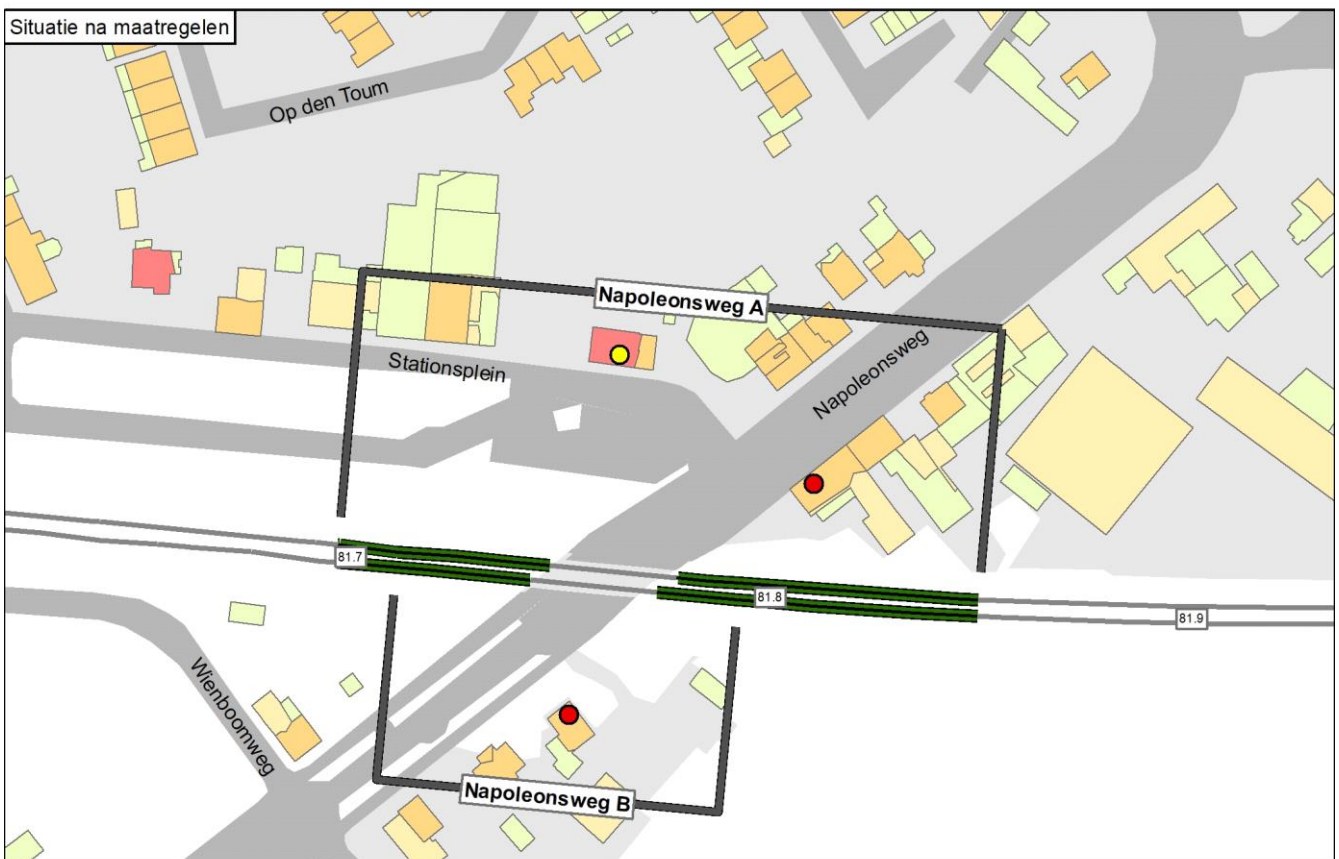 Situatie na maatregelen
Op den Toum
Napoleonsweg A
Stationsplein
Napoleonsweg
81.7
81.8
81.9
Wienboomweg
Napoleonsweg B